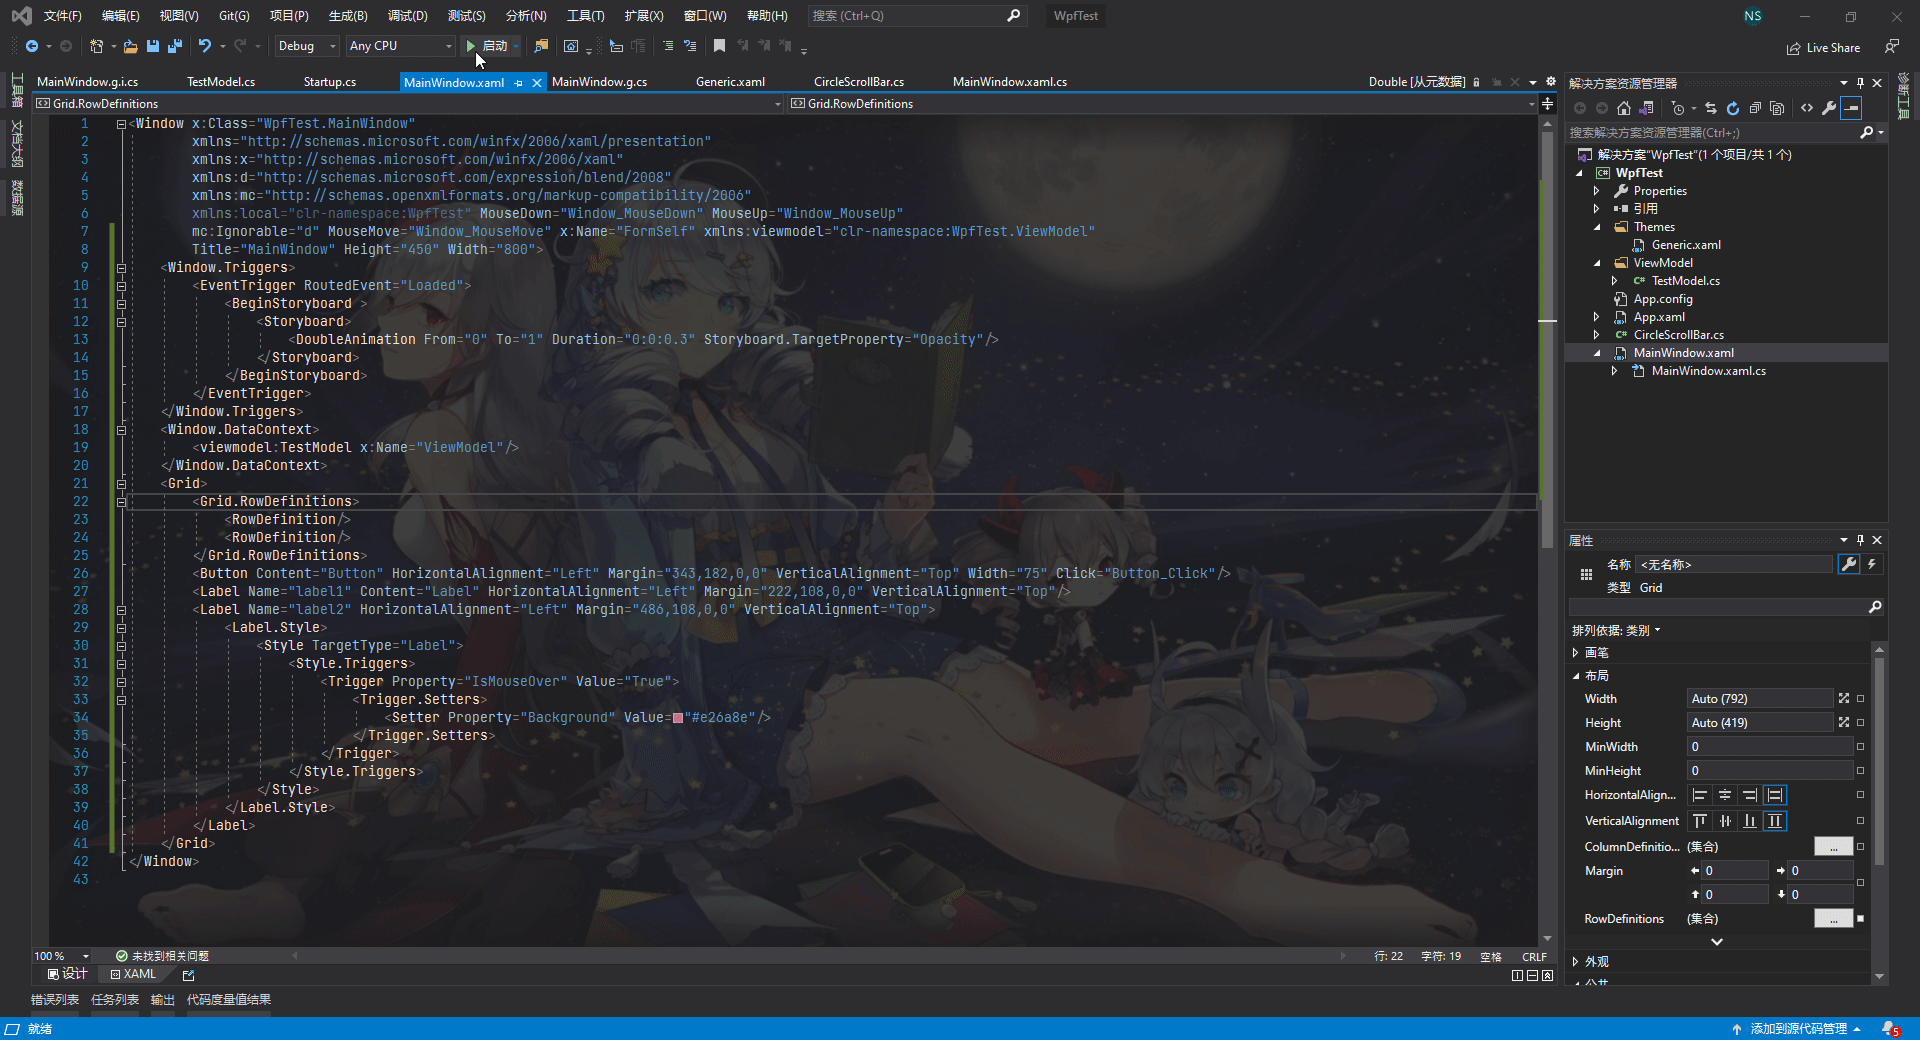 文件(F) 编辑(E) 视图(V) Git(G) 项目(P) 生成(B) 调试(D) 测试(S) 分析(N) 工具(T) 扩展(X) 窗口(W) 帮助(H) 搜索 (Ctrl+Q) WpfTest NS
Debug Any CPU 启动 Live Share
工具箱
文档大纲
数据源
MainWindow.g.i.cs TestModel.cs Startup.cs MainWindow.xaml MainWindow.g.cs Generic.xaml CircleScrollBar.cs MainWindow.xaml.cs Double [从元数据]
Grid.RowDefinitions Grid.RowDefinitions
1 <Window x:Class="WpfTest.MainWindow"
2 xmlns="http://schemas.microsoft.com/winfx/2006/xaml/presentation"
3 xmlns:x="http://schemas.microsoft.com/winfx/2006/xaml"
4 xmlns:d="http://schemas.microsoft.com/expression/blend/2008"
5 xmlns:mc="http://schemas.openxmlformats.org/markup-compatibility/2006"
6 xmlns:local="clr-namespace:WpfTest" MouseDown="Window_MouseDown" MouseUp="Window_MouseUp"
7 mc:Ignorable="d" MouseMove="Window_MouseMove" x:Name="FormSelf" xmlns:viewmodel="clr-namespace:WpfTest.ViewModel"
8 Title="MainWindow" Height="450" Width="800">
9 <Window.Triggers>
10 <EventTrigger RoutedEvent="Loaded">
11 <BeginStoryboard >
12 <Storyboard>
13 <DoubleAnimation From="0" To="1" Duration="0:0:0.3" Storyboard.TargetProperty="Opacity"/>
14 </Storyboard>
15 </BeginStoryboard>
16 </EventTrigger>
17 </Window.Triggers>
18 <Window.DataContext>
19 <viewmodel:TestModel x:Name="ViewModel"/>
20 </Window.DataContext>
21 <Grid>
22 <Grid.RowDefinitions>
23 <RowDefinition/>
24 <RowDefinition/>
25 </Grid.RowDefinitions>
26 <Button Content="Button" HorizontalAlignment="Left" Margin="343,182,0,0" VerticalAlignment="Top" Width="75" Click="Button_Click"/>
27 <Label Name="label1" Content="Label" HorizontalAlignment="Left" Margin="222,108,0,0" VerticalAlignment="Top"/>
28 <Label Name="label2" HorizontalAlignment="Left" Margin="486,108,0,0" VerticalAlignment="Top">
29 <Label.Style>
30 <Style TargetType="Label">
31 <Style.Triggers>
32 <Trigger Property="IsMouseOver" Value="True">
33 <Trigger.Setters>
34 <Setter Property="Background" Value="#e26a8e"/>
35 </Trigger.Setters>
36 </Trigger>
37 </Style.Triggers>
38 </Style>
39 </Label.Style>
40 </Label>
41 </Grid>
42 </Window>
43
100 % 未找到相关问题 行: 22 字符: 19 空格 CRLF
设计 XAML
错误列表 任务列表 输出 代码度量值结果
就绪 添加到源代码管理 5
解决方案资源管理器
搜索解决方案资源管理器(Ctrl+;)
解决方案"WpfTest"(1 个项目/共 1 个)
WpfTest
Properties
引用
Themes
Generic.xaml
ViewModel
TestModel.cs
App.config
App.xaml
CircleScrollBar.cs
MainWindow.xaml
MainWindow.xaml.cs
属性
名称 <无名称>
类型 Grid
排列依据: 类别
画笔
布局
Width Auto (792)
Height Auto (419)
MinWidth 0
MinHeight 0
HorizontalAlign...
VerticalAlignment
ColumnDefinitio... (集合) ...
Margin 0 0
0 0
RowDefinitions (集合) ...
外观
公共
诊断工具